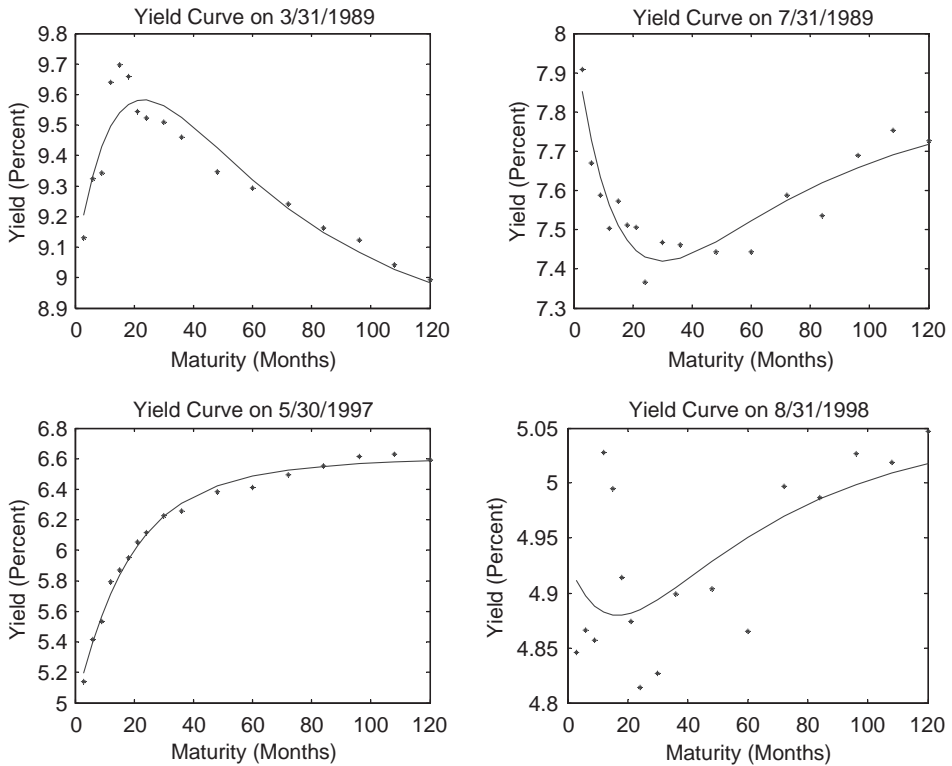 Yield Curve on 3/31/1989
9.8
9.7
9.6
9.5
9.4
9.3
9.2
9.1
9
8.9
Yield (Percent)
0 20 40 60 80 100 120
Maturity (Months)
Yield Curve on 7/31/1989
8
7.9
7.8
7.7
7.6
7.5
7.4
7.3
Yield (Percent)
0 20 40 60 80 100 120
Maturity (Months)
Yield Curve on 5/30/1997
6.8
6.6
6.4
6.2
6
5.8
5.6
5.4
5.2
5
Yield (Percent)
0 20 40 60 80 100 120
Maturity (Months)
Yield Curve on 8/31/1998
5.05
5
4.95
4.9
4.85
4.8
Yield (Percent)
0 20 40 60 80 100 120
Maturity (Months)